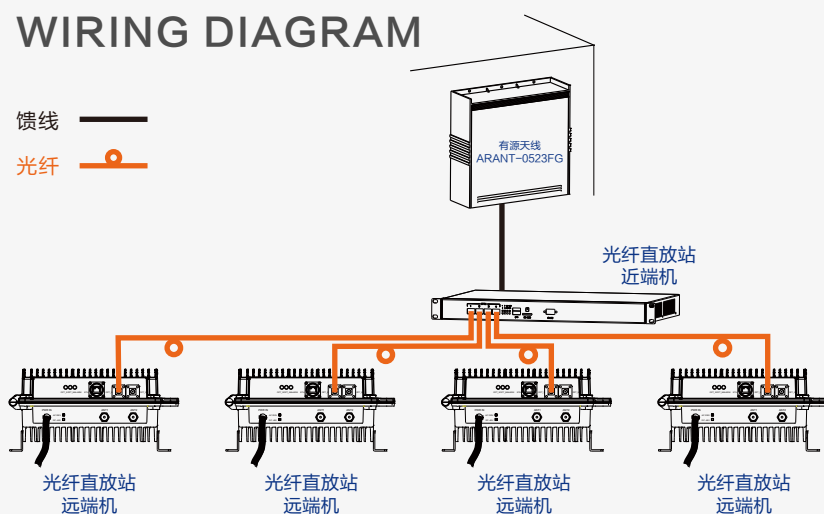 WIRING DIAGRAM
馈线
光纤
有源天线
ARANT-0523FG
光纤直放站
近端机
光纤直放站
远端机
光纤直放站
远端机
光纤直放站
远端机
光纤直放站
远端机